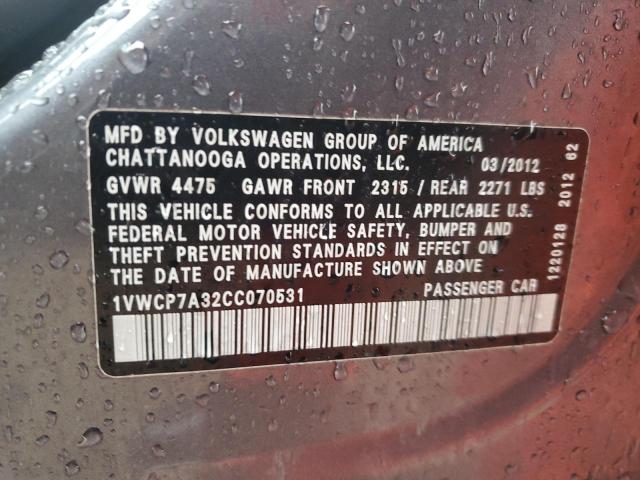 MFD BY VOLKSWAGEN GROUP OF AMERICA
CHATTANOOGA OPERATIONS, LLC. 03/2012
GVWR 4475 GAWR FRONT 2315 / REAR 2271 LBS
THIS VEHICLE CONFORMS TO ALL APPLICABLE U.S.
FEDERAL MOTOR VEHICLE SAFETY, BUMPER AND
THEFT PREVENTION STANDARDS IN EFFECT ON
THE DATE OF MANUFACTURE SHOWN ABOVE
1VWCP7A32CC070531 PASSENGER CAR
1220128 2012 62